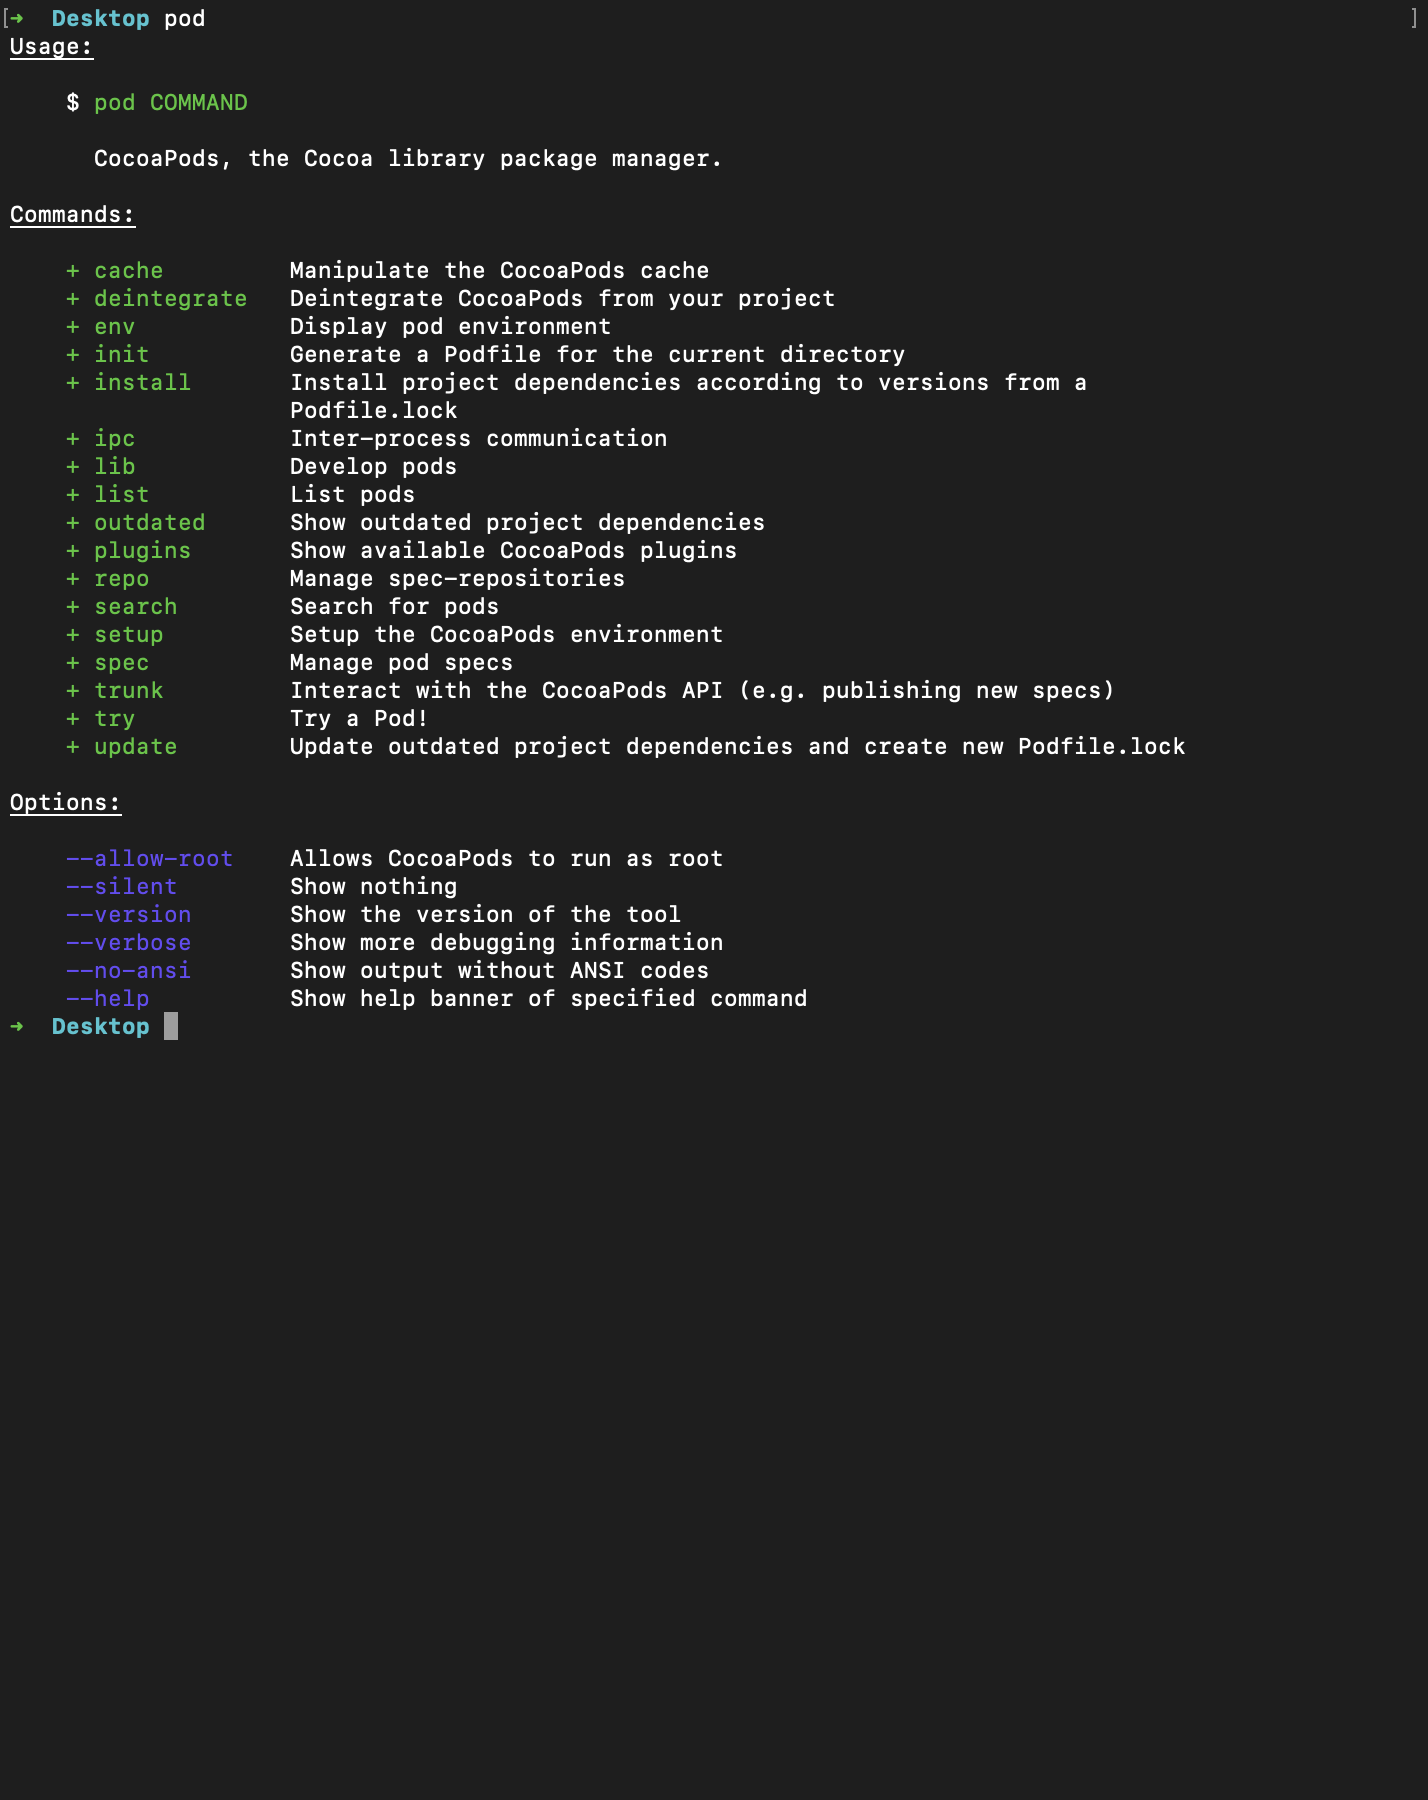 [➜  Desktop pod ]
Usage:
$ pod COMMAND
CocoaPods, the Cocoa library package manager.
Commands:
+ cache Manipulate the CocoaPods cache
+ deintegrate Deintegrate CocoaPods from your project
+ env Display pod environment
+ init Generate a Podfile for the current directory
+ install Install project dependencies according to versions from a
Podfile.lock
+ ipc Inter-process communication
+ lib Develop pods
+ list List pods
+ outdated Show outdated project dependencies
+ plugins Show available CocoaPods plugins
+ repo Manage spec-repositories
+ search Search for pods
+ setup Setup the CocoaPods environment
+ spec Manage pod specs
+ trunk Interact with the CocoaPods API (e.g. publishing new specs)
+ try Try a Pod!
+ update Update outdated project dependencies and create new Podfile.lock
Options:
--allow-root Allows CocoaPods to run as root
--silent Show nothing
--version Show the version of the tool
--verbose Show more debugging information
--no-ansi Show output without ANSI codes
--help Show help banner of specified command
➜  Desktop